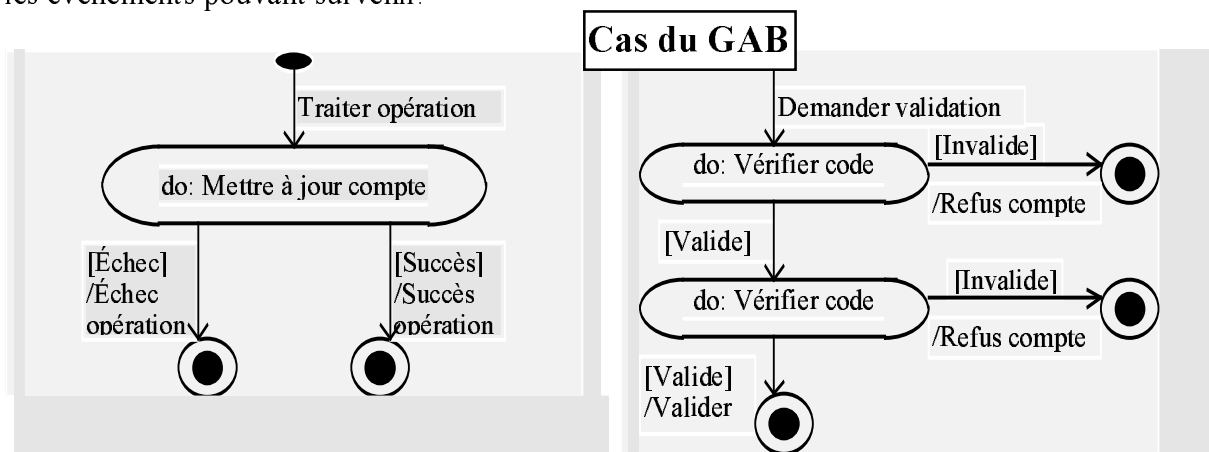 les événements pouvant survenir.
Cas du GAB
Traiter opération
do: Mettre à jour compte
[Échec]
/Échec
opération
[Succès]
/Succès
opération
Demander validation
do: Vérifier code
[Invalide]
/Refus compte
[Valide]
do: Vérifier code
[Invalide]
/Refus compte
[Valide]
/Valider